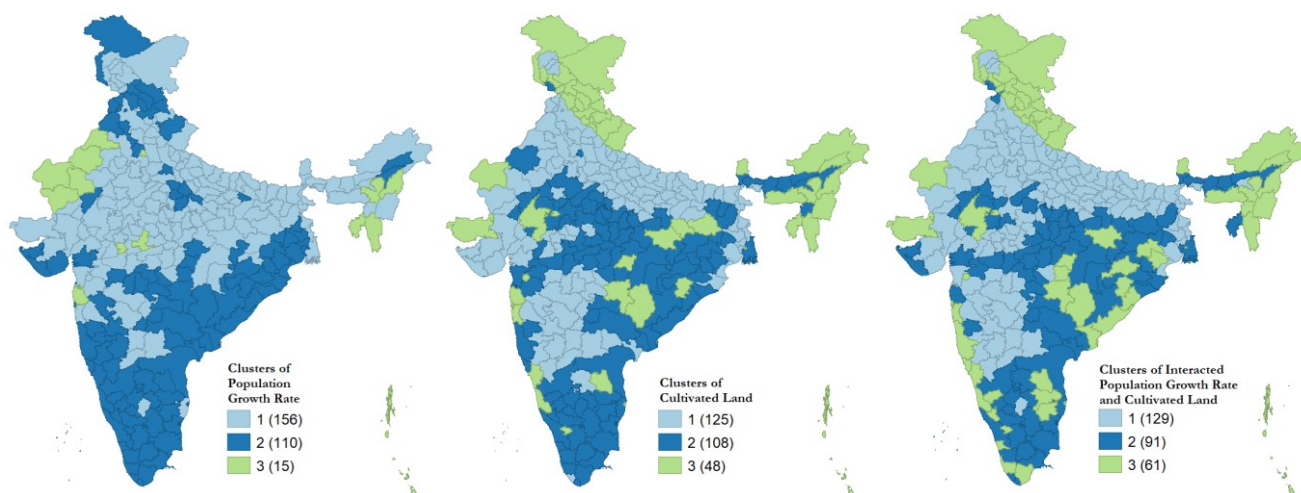 Clusters of
Population
Growth Rate
1 (156)
2 (110)
3 (15)
Clusters of
Cultivated Land
1 (125)
2 (108)
3 (48)
Clusters of Interacted
Population Growth Rate
and Cultivated Land
1 (129)
2 (91)
3 (61)